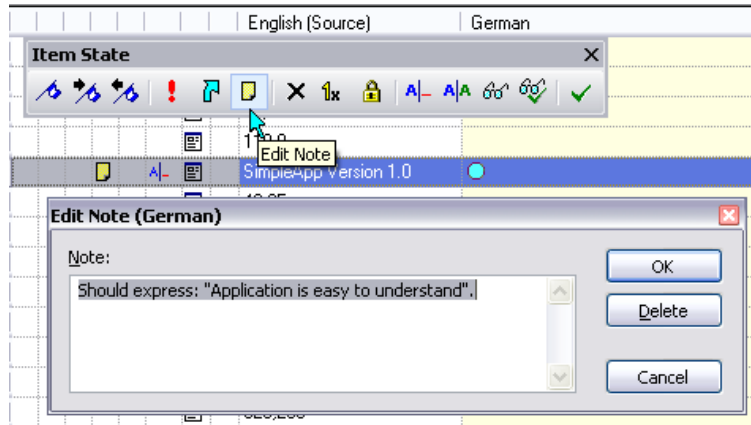 English (Source) German
Item State
1x A|_ A|A
Edit Note
A|_ SimpleApp Version 1.0
Edit Note (German)
Note:
Should express: "Application is easy to understand".
OK
Delete
Cancel